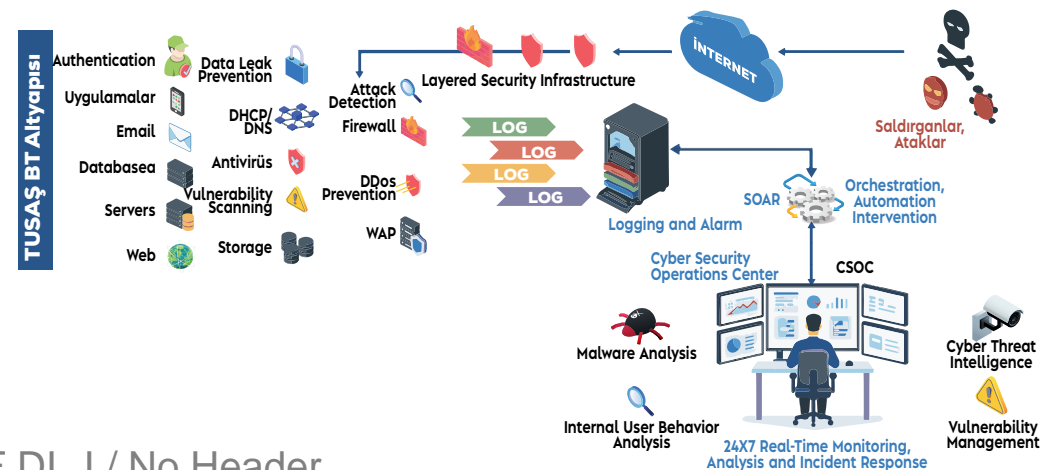 TUSAŞ BT Altyapısı
Authentication
Uygulamalar
Email
Databasea
Servers
Web
Data Leak
Prevention
DHCP/
DNS
Antivirüs
Vulnerability
Scanning
Storage
Attack
Detection
Firewall
DDos
Prevention
WAP
Layered Security Infrastructure
İNTERNET
Saldırganlar,
Ataklar
LOG
LOG
LOG
LOG
Logging and Alarm
SOAR
Orchestration,
Automation
Intervention
Cyber Security
Operations Center
CSOC
Malware Analysis
Internal User Behavior
Analysis
24X7 Real-Time Monitoring,
Analysis and Incident Response
Cyber Threat
Intelligence
Vulnerability
Management
/ No Header